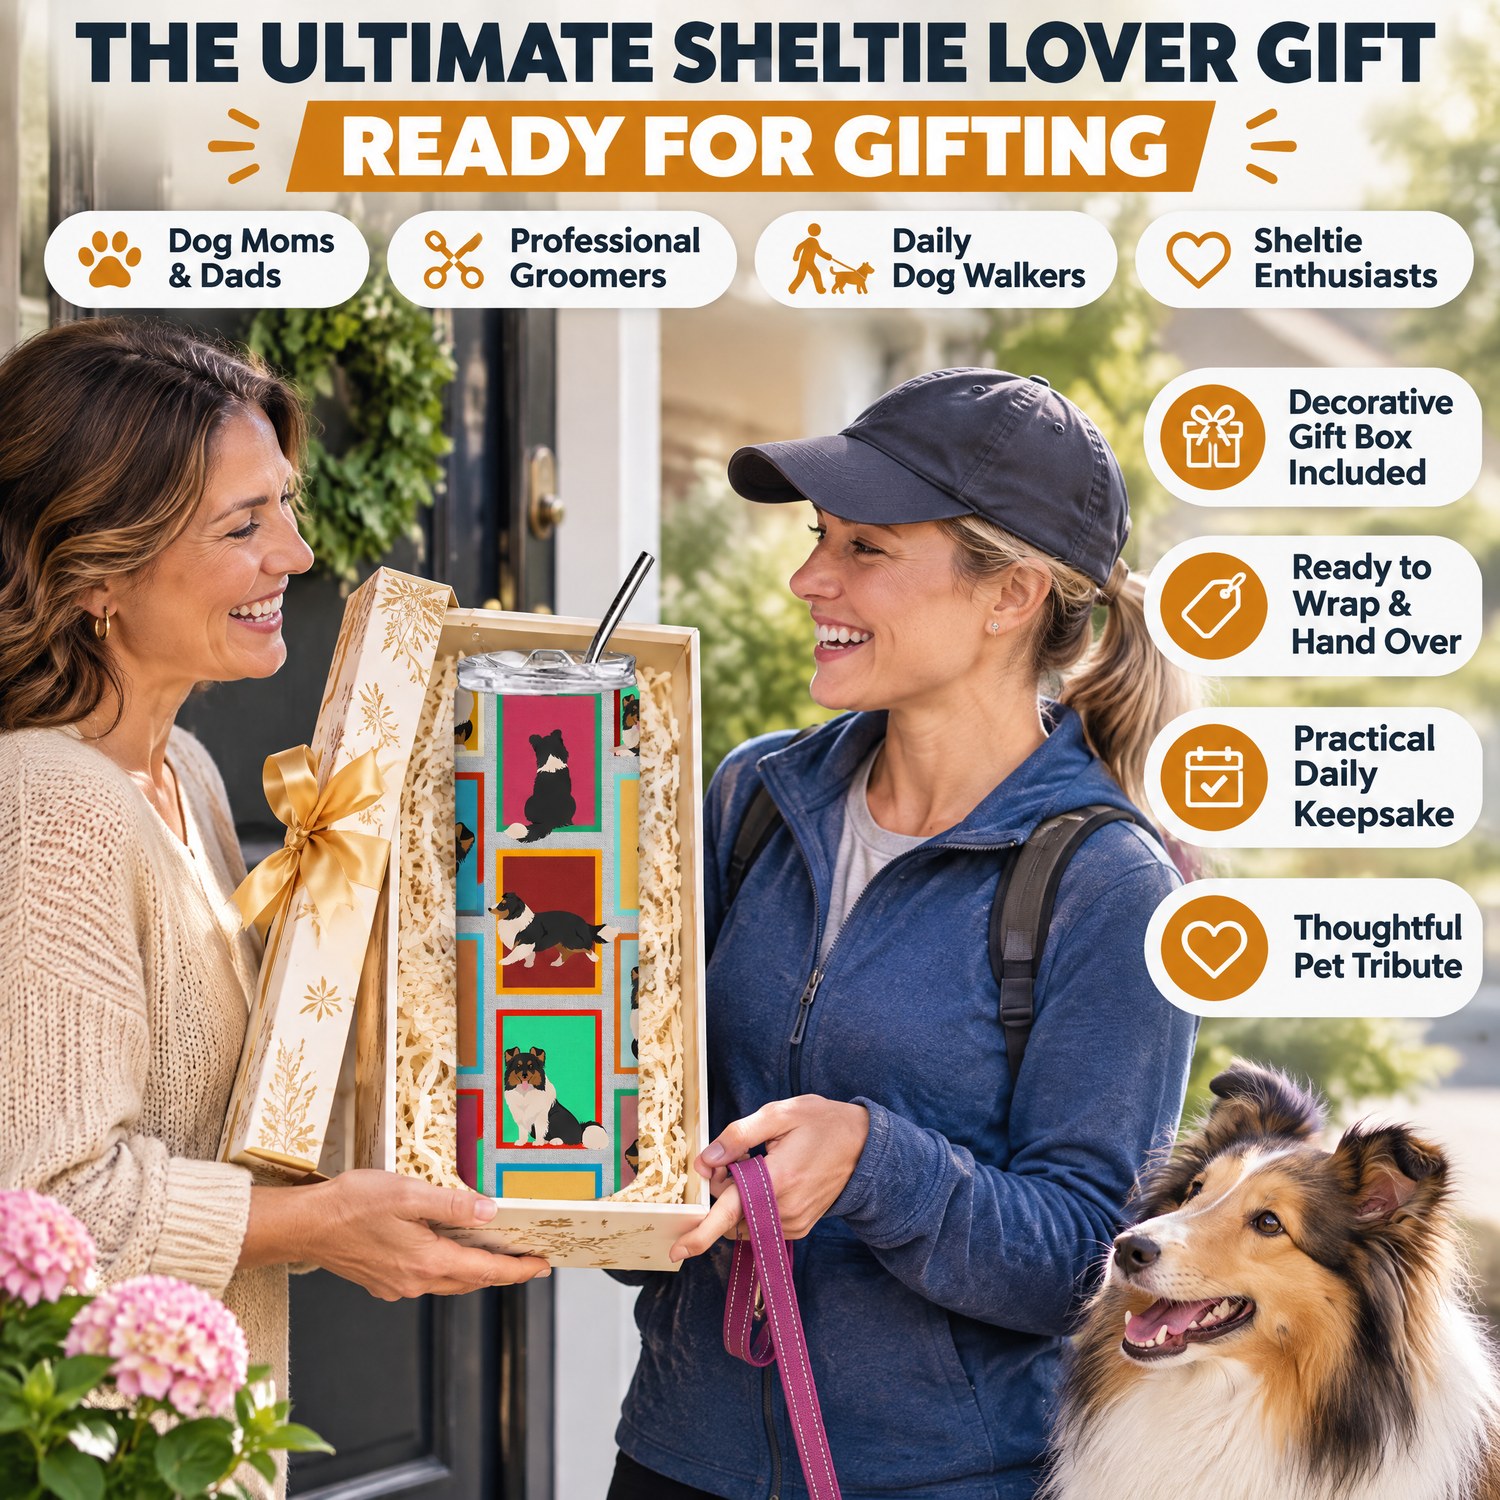 THE ULTIMATE SHELTIE LOVER GIFT
READY FOR GIFTING
Dog Moms
& Dads
Professional
Groomers
Daily
Dog Walkers
Sheltie
Enthusiasts
Decorative
Gift Box
Included
Ready to
Wrap &
Hand Over
Practical
Daily
Keepsake
Thoughtful
Pet Tribute